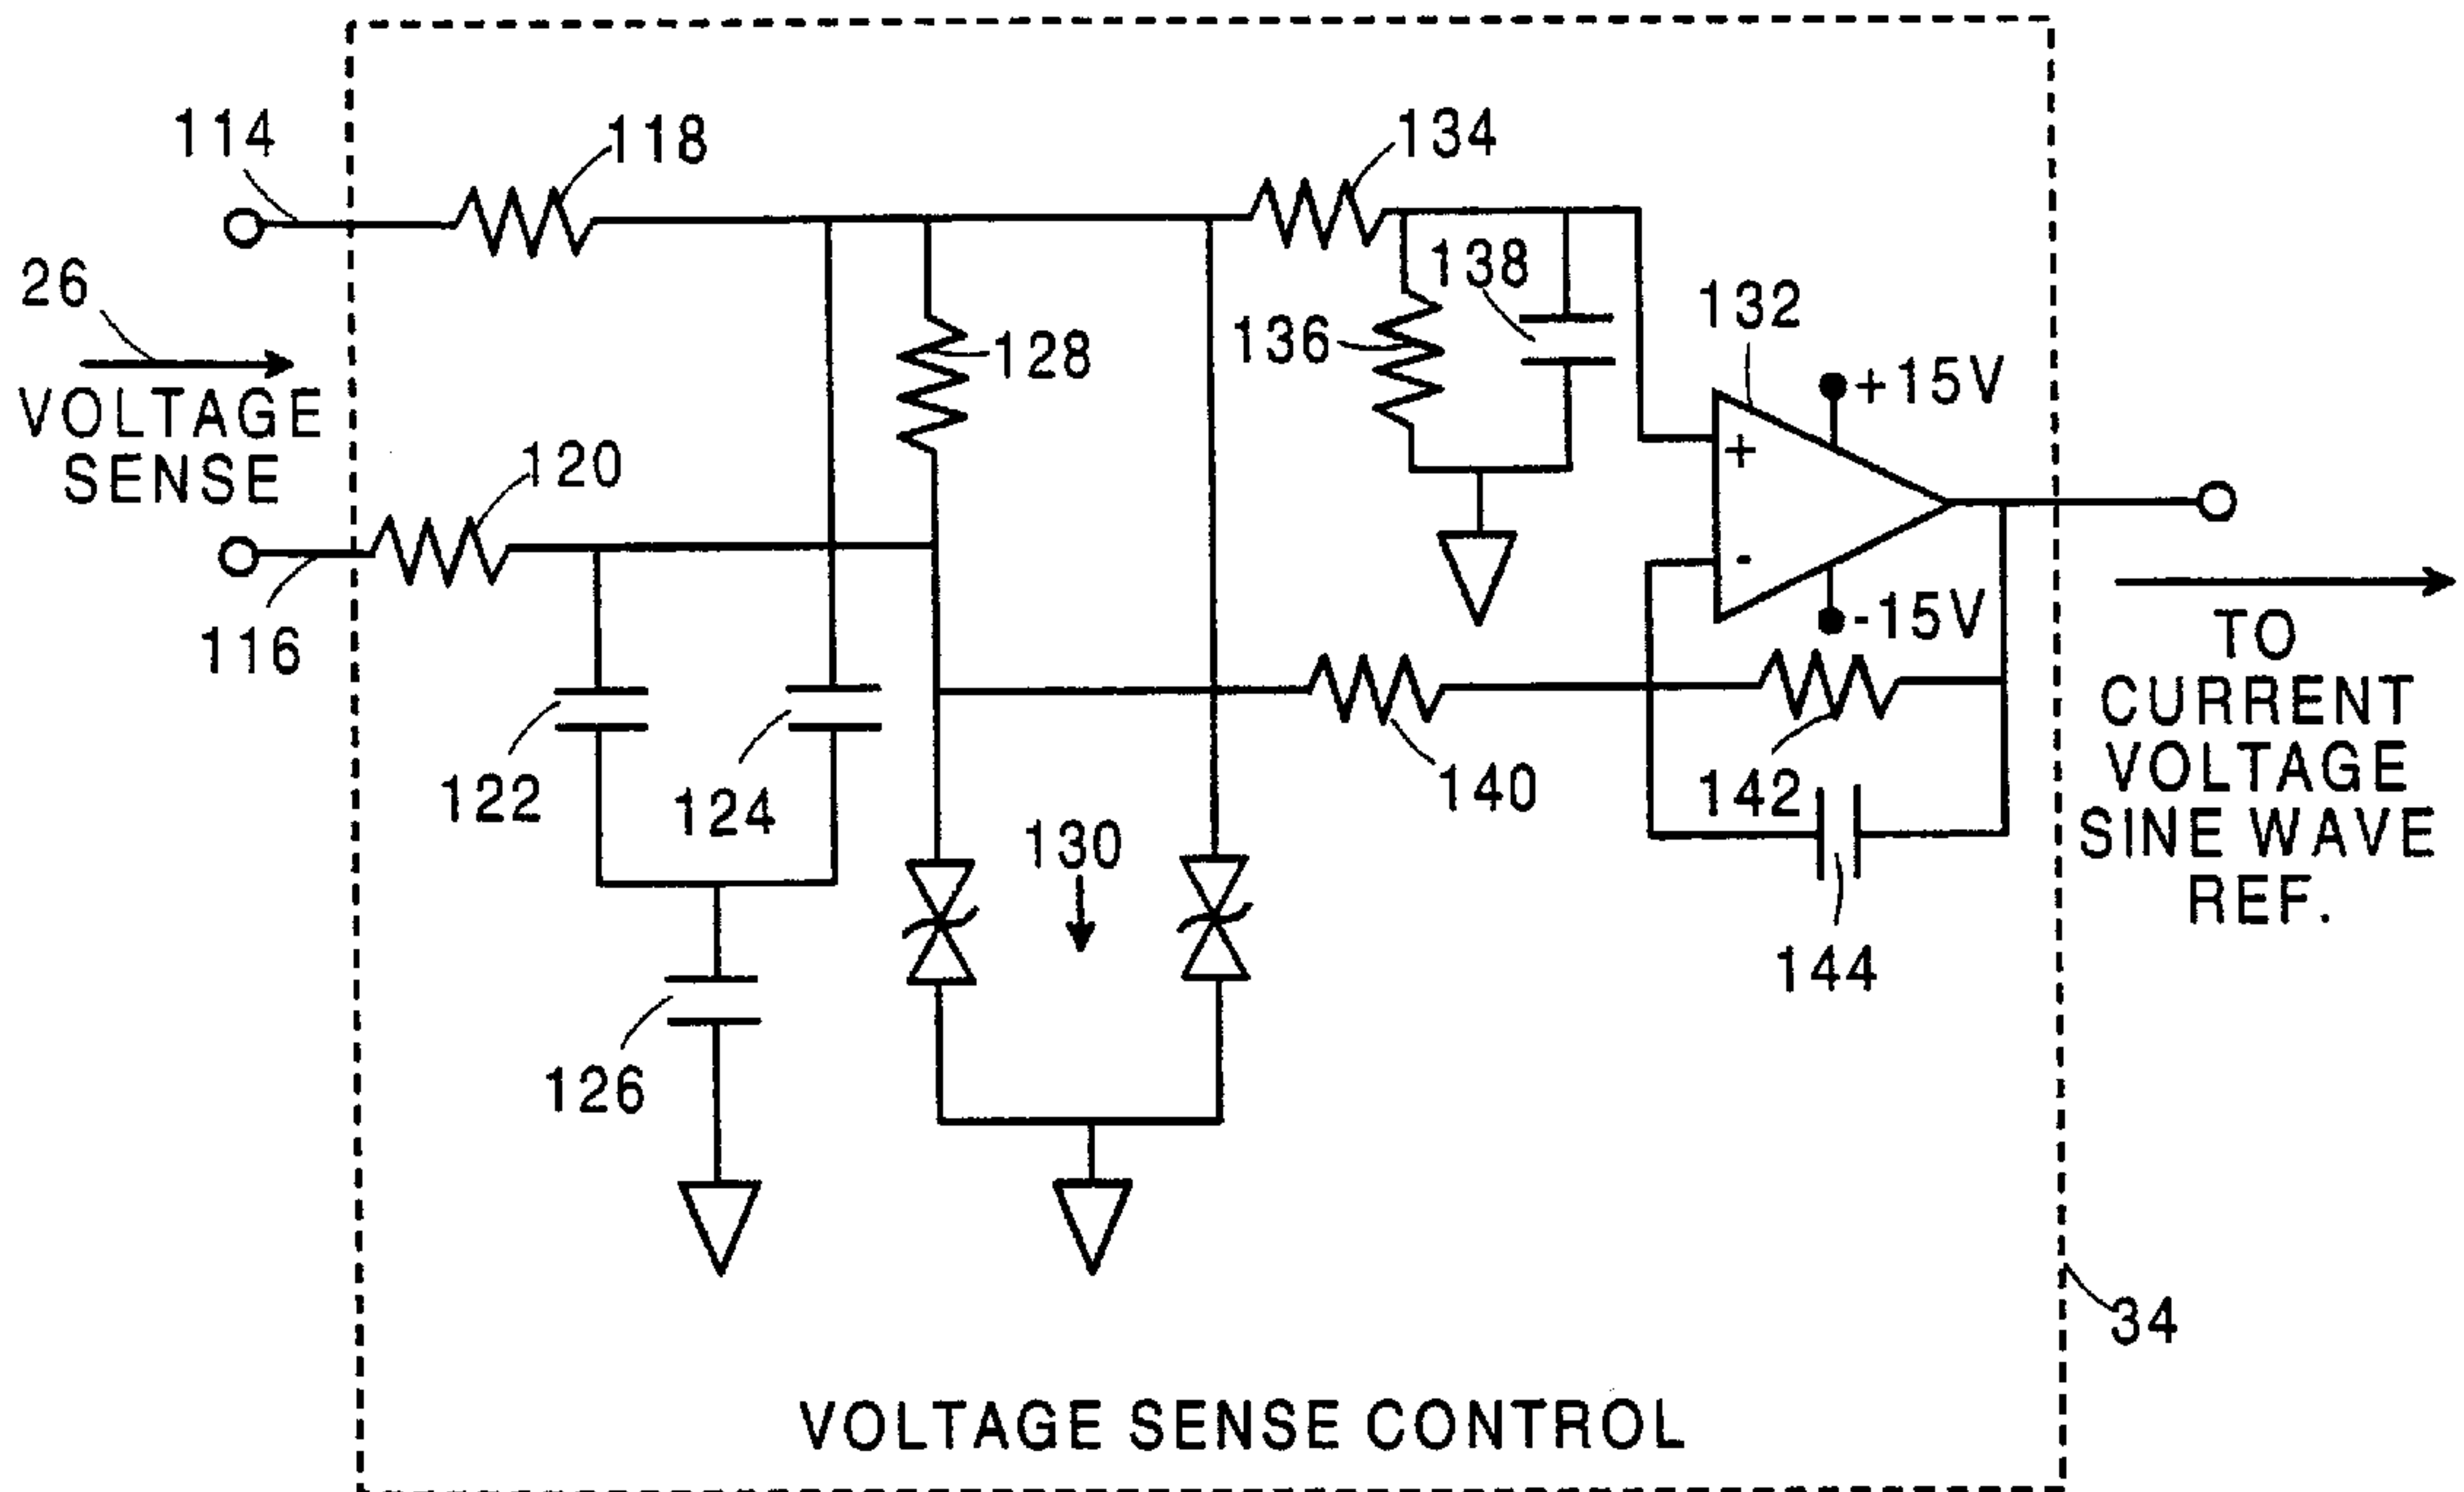 114
118
134
26
138
132
136
128
+15V
VOLTAGE
SENSE
120
+
-
116
-15V
TO
CURRENT
VOLTAGE
SINE WAVE
REF.
122
124
130
140
142
144
126
34
VOLTAGE SENSE CONTROL